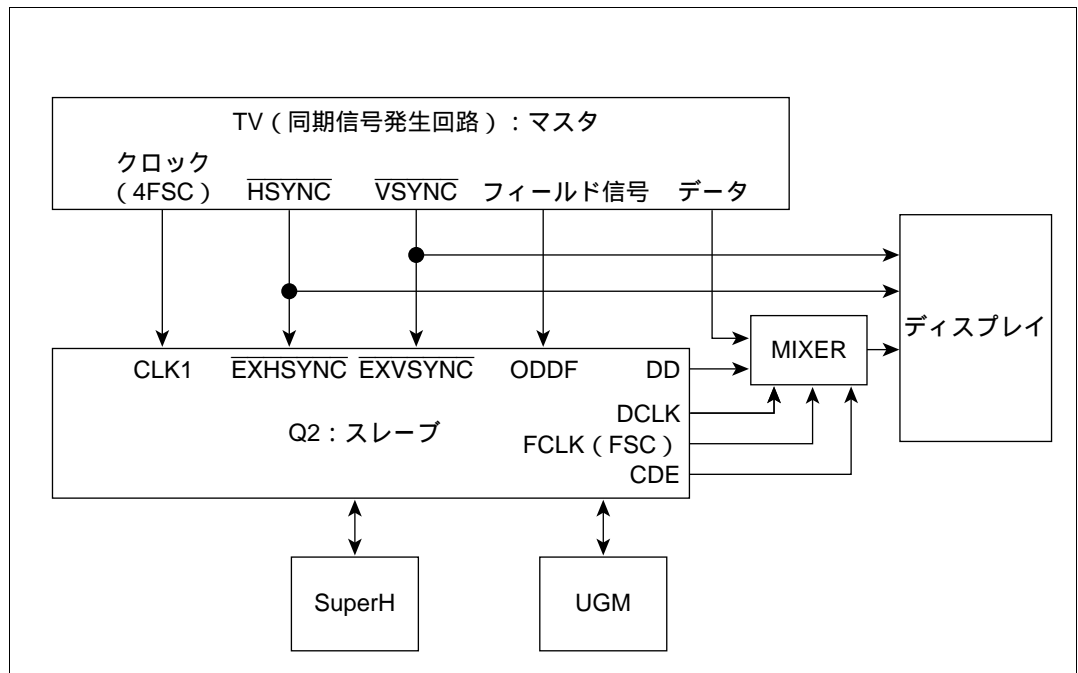 TV(同期信号発生回路):マスタ
クロック
(4FSC) HSYNC VSYNC フィールド信号 データ
ディスプレイ
MIXER
CLK1 EXHSYNC EXVSYNC ODDF DD
DCLK
Q2:スレーブ
FCLK(FSC)
CDE
SuperH UGM